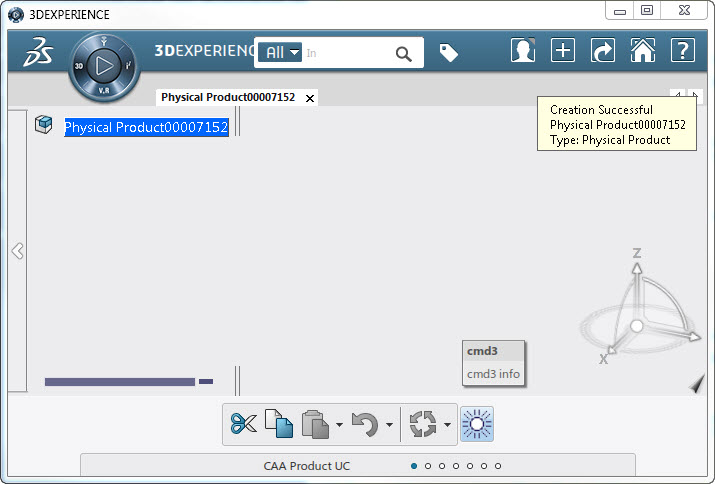 3DEXPERIENCE
3DEXPERIENC
All
In
3D
V,R
Physical Product00007152
Physical Product00007152
Creation Successful
Physical Product00007152
Type: Physical Product
Z
X
cmd3
cmd3 info
CAA Product UC